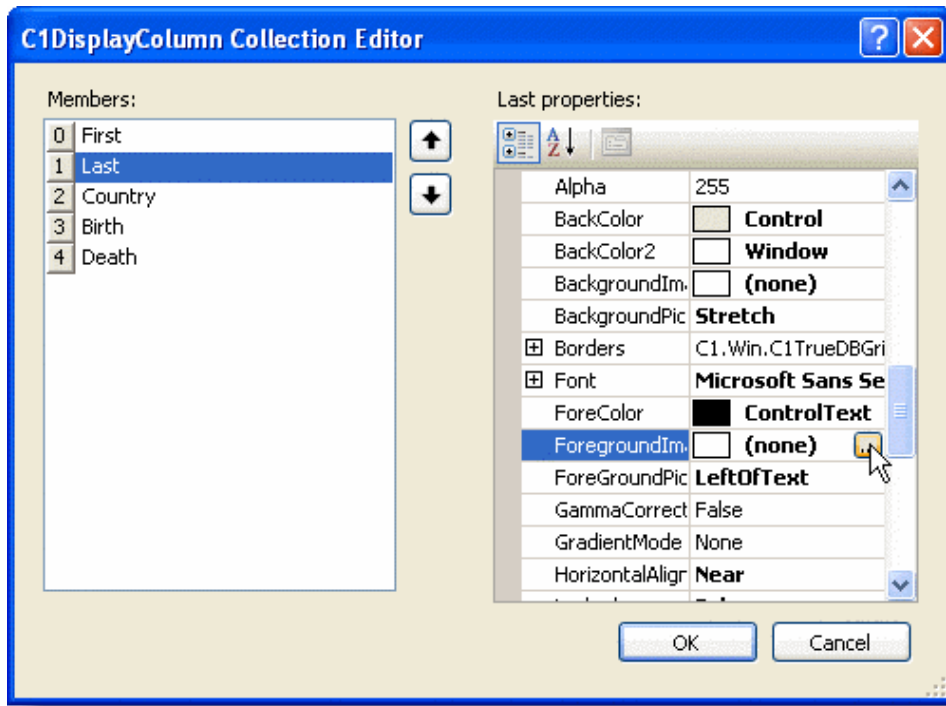 C1DisplayColumn Collection Editor
Members:
0 First
1 Last
2 Country
3 Birth
4 Death
Last properties:
Alpha 255
BackColor Control
BackColor2 Window
BackgroundIm (none)
BackgroundPic Stretch
Borders C1.Win.C1TrueDBGri
Font Microsoft Sans Se
ForeColor ControlText
ForegroundIm (none) ...
ForeGroundPic LeftOfText
GammaCorrect False
GradientMode None
HorizontalAlign Near
OK Cancel